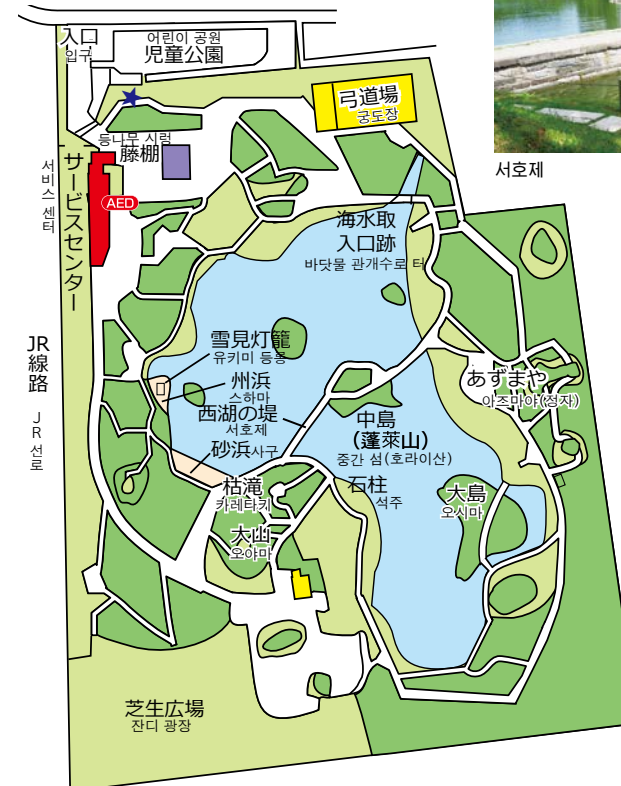 入口
입구
어린이 공원
児童公園
弓道場
궁도장
서호제
등나무 시렁
藤棚
サービスセンター
서비스 센터
AED
海水取
入口跡
바닷물 관개수로 터
JR
線路
JR 선로
雪見灯籠
유키미 등롱
州浜
스하마
西湖の堤
서호제
砂浜사구
あずまや
아즈마야(정자)
中島
(蓬莱山)
중간 섬(호라이산)
枯滝
카레타키
石柱
석주
大島
오시마
大山
오야마
芝生広場
잔디 광장